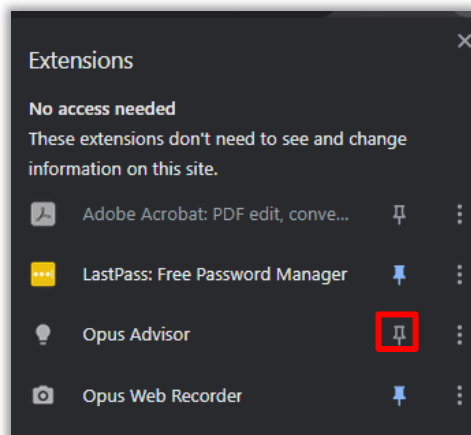 Extensions
No access needed
These extensions don't need to see and change
information on this site.
Adobe Acrobat: PDF edit, conve...
LastPass: Free Password Manager
Opus Advisor
Opus Web Recorder